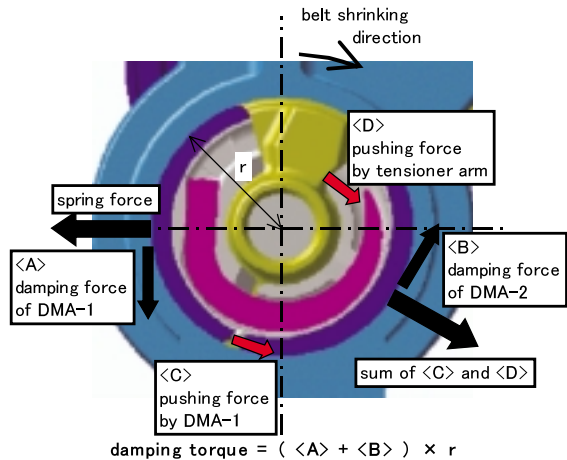 belt shrinking
direction
<D>
pushing force
by tensioner arm
r
spring force
<A>
damping force
of DMA-1
<B>
damping force
of DMA-2
sum of <C> and <D>
<C>
pushing force
by DMA-1
damping torque = ( <A> + <B> ) × r